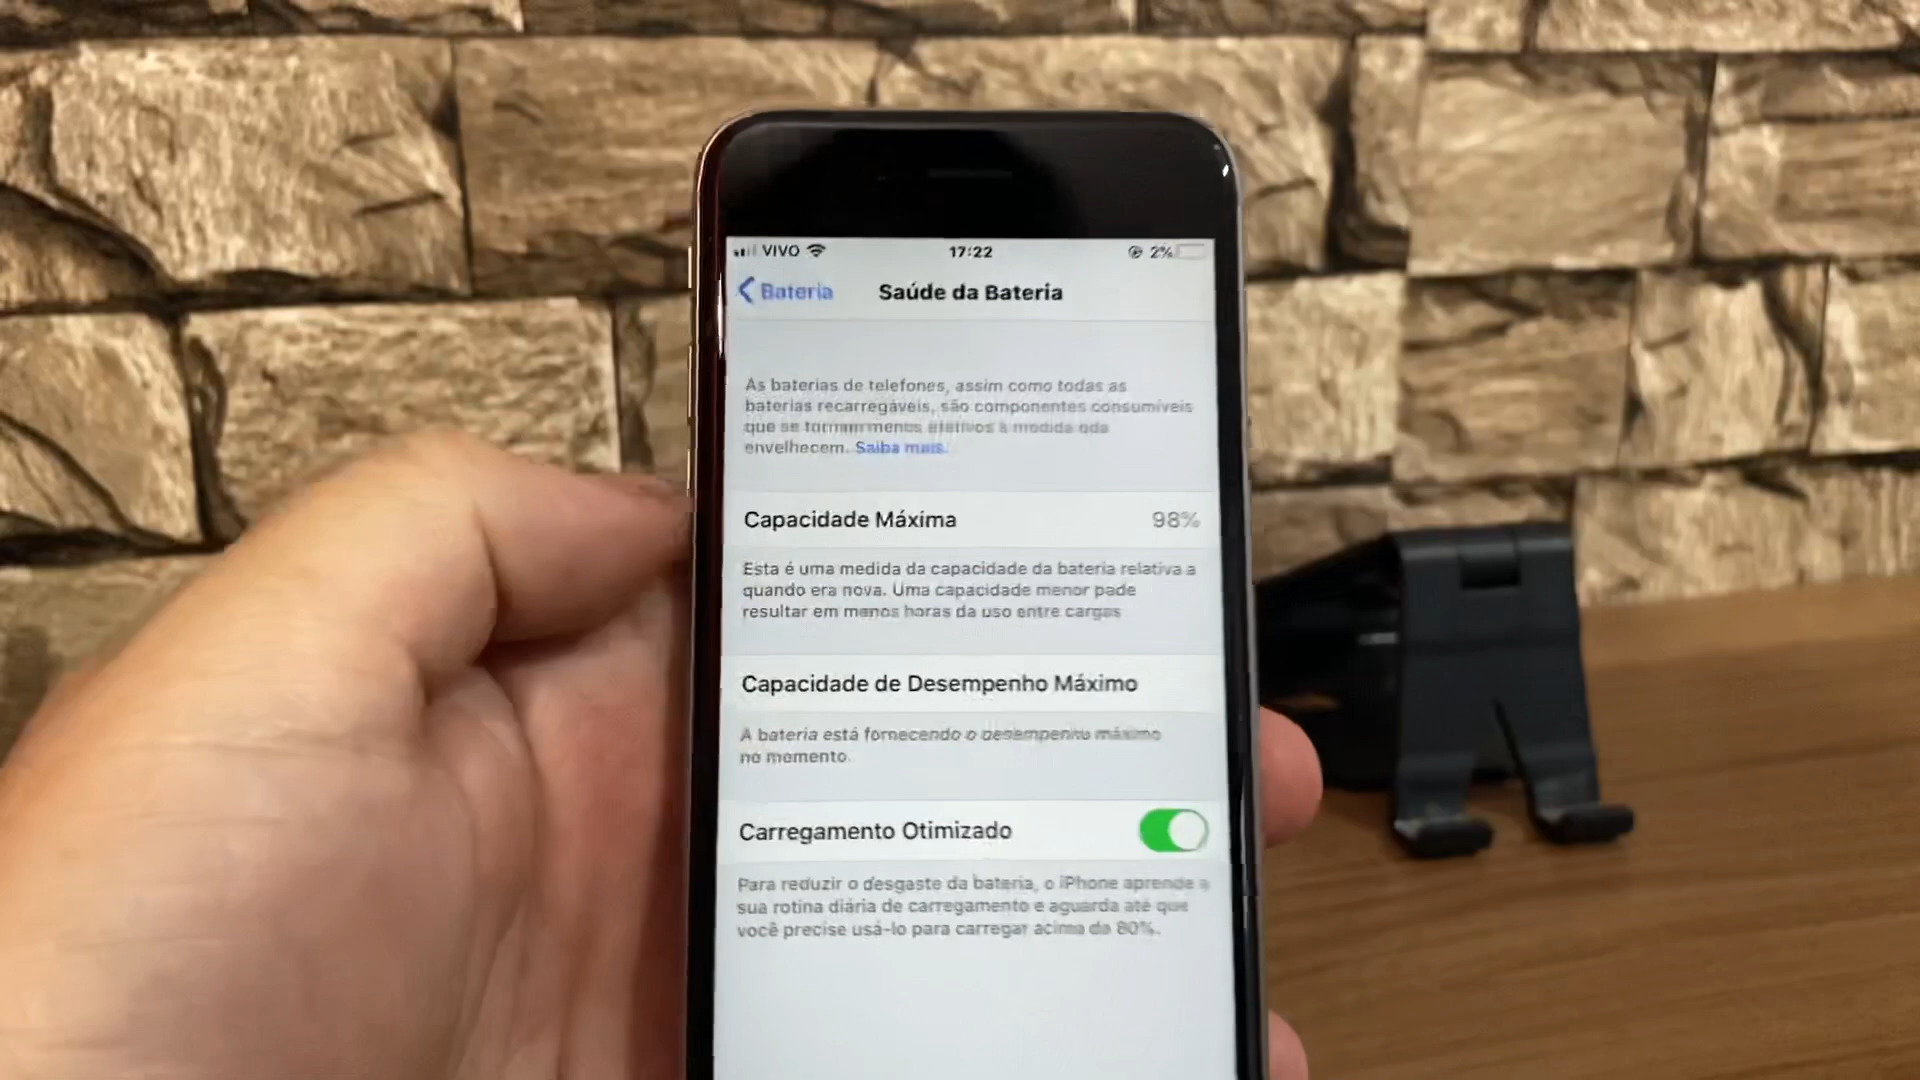 VIVO 17:22 2%
Bateria Saúde da Bateria
As baterias de telefones, assim como todas as
baterias recarregáveis, são componentes consumíveis
que se à medida
envelhecem. Saiba mais.
Capacidade Máxima 98%
Esta é uma medida da capacidade da bateria relativa a
quando era nova. Uma capacidade menor pode
resultar em menos horas de uso entre cargas
Capacidade de Desempenho Máximo
A bateria está fornecendo o desempenho máximo
no momento.
Carregamento Otimizado
Para reduzir o desgaste da bateria, o iPhone aprende a
sua rotina diária de carregamento e aguarda até que
você precise usá-lo para carregar acima de 80%.